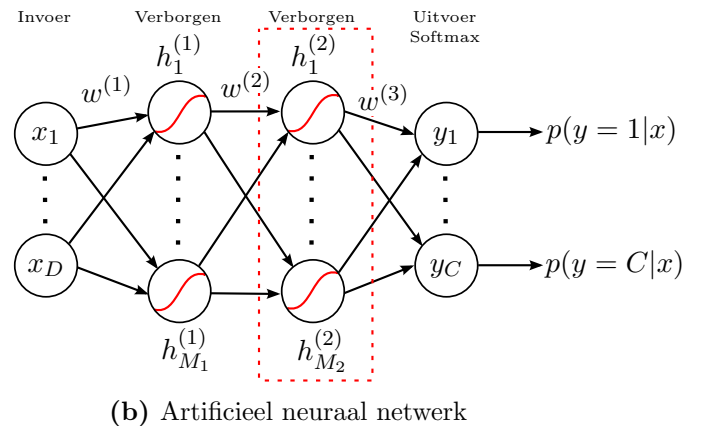 Invoer Verborgen Verborgen Uitvoer
Softmax
h_1^{(1)} h_1^{(2)}
w^{(1)} w^{(2)} w^{(3)}
x_1 y_1 p(y = 1|x)
x_D y_C p(y = C|x)
h_{M_1}^{(1)} h_{M_2}^{(2)}
(b) Artificieel neuraal netwerk